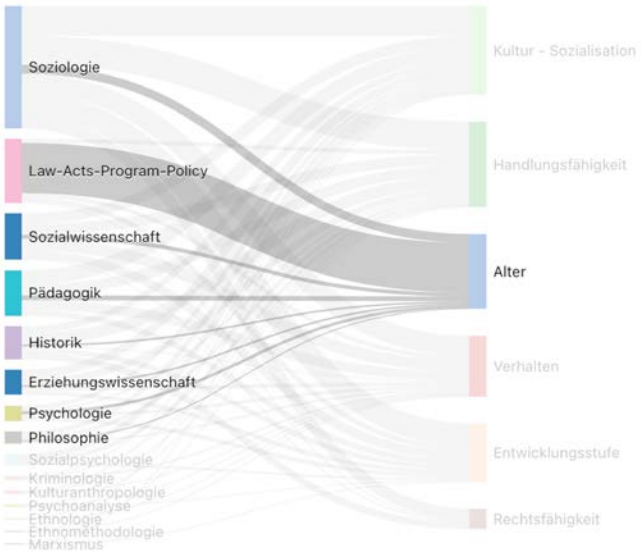 Soziologie
Law-Acts-Program-Policy
Sozialwissenschaft
Pädagogik
Historik
Erziehungswissenschaft
Psychologie
Philosophie
Sozialpsychologie
Kriminologie
Kulturanthropologie
Psychoanalyse
Ethnologie
Ethnomethodologie
Marxismus
Kultur - Sozialisation
Handlungsfähigkeit
Alter
Verhalten
Entwicklungsstufe
Rechtsfähigkeit